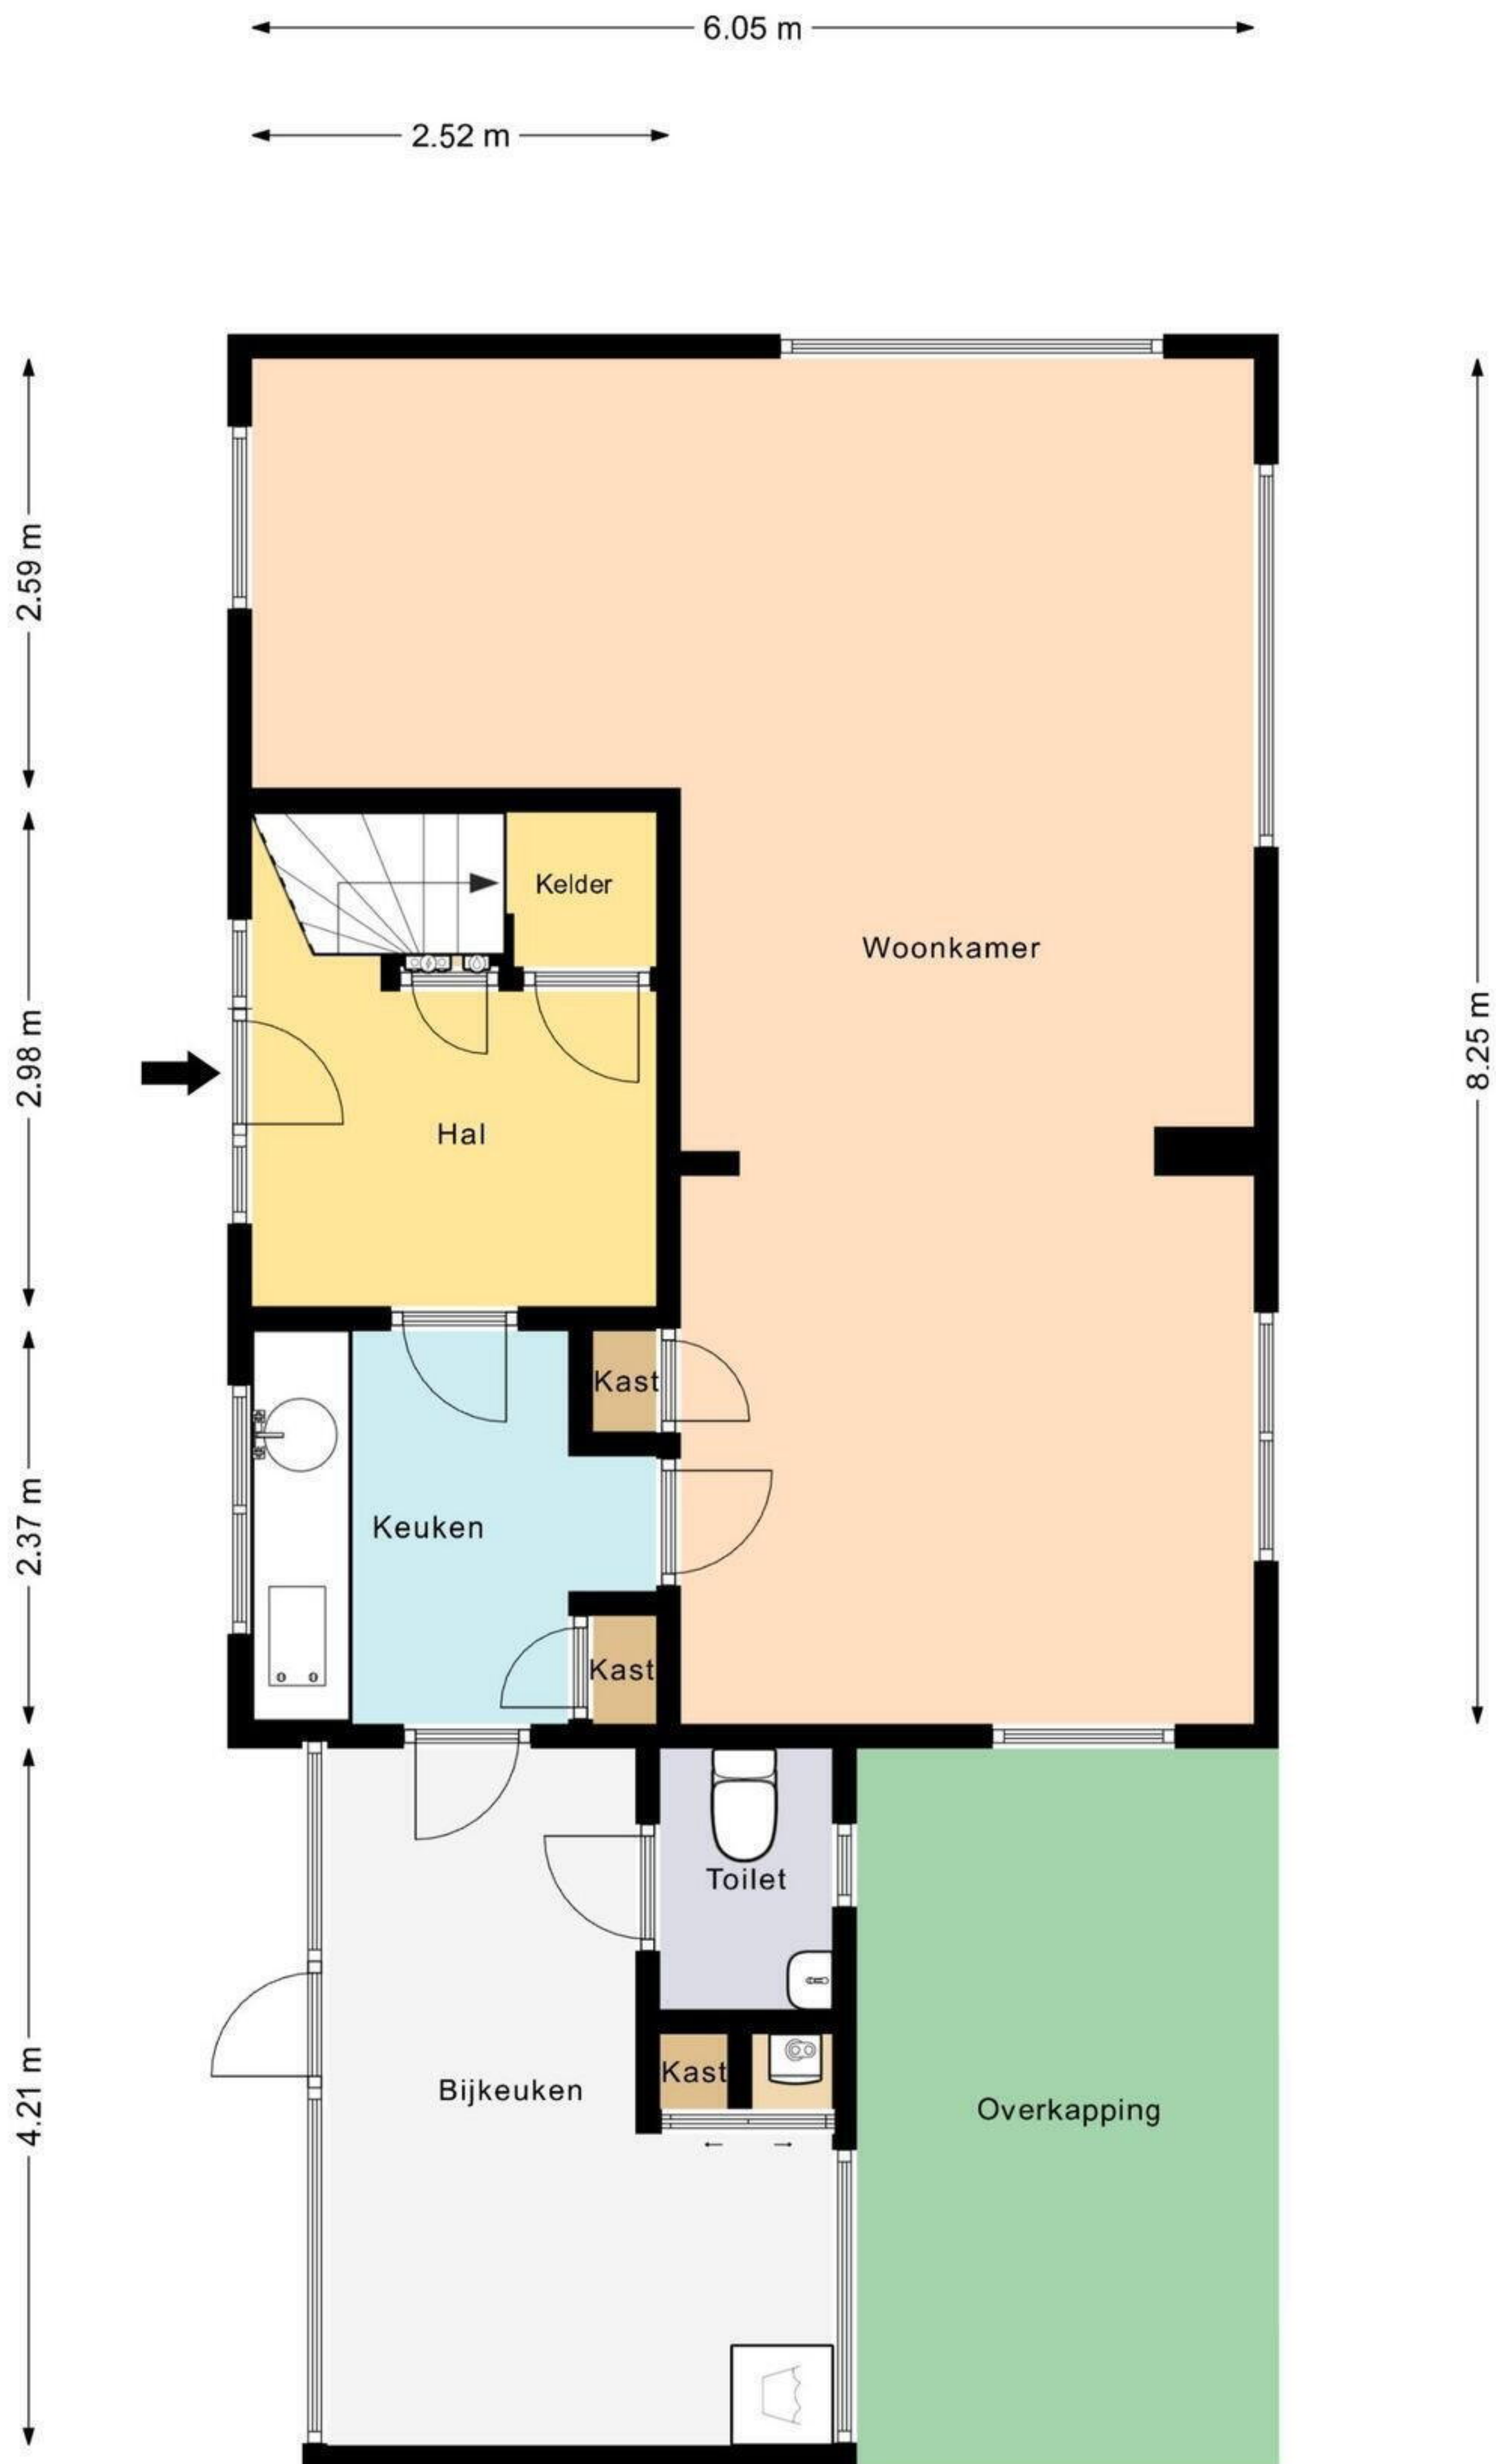 6.05 m
2.52 m
2.59 m
Kelder
Woonkamer
2.98 m
8.25 m
Hal
Kast
2.37 m
Keuken
Kast
Toilet
Kast
4.21 m
Bijkeuken
Overkapping